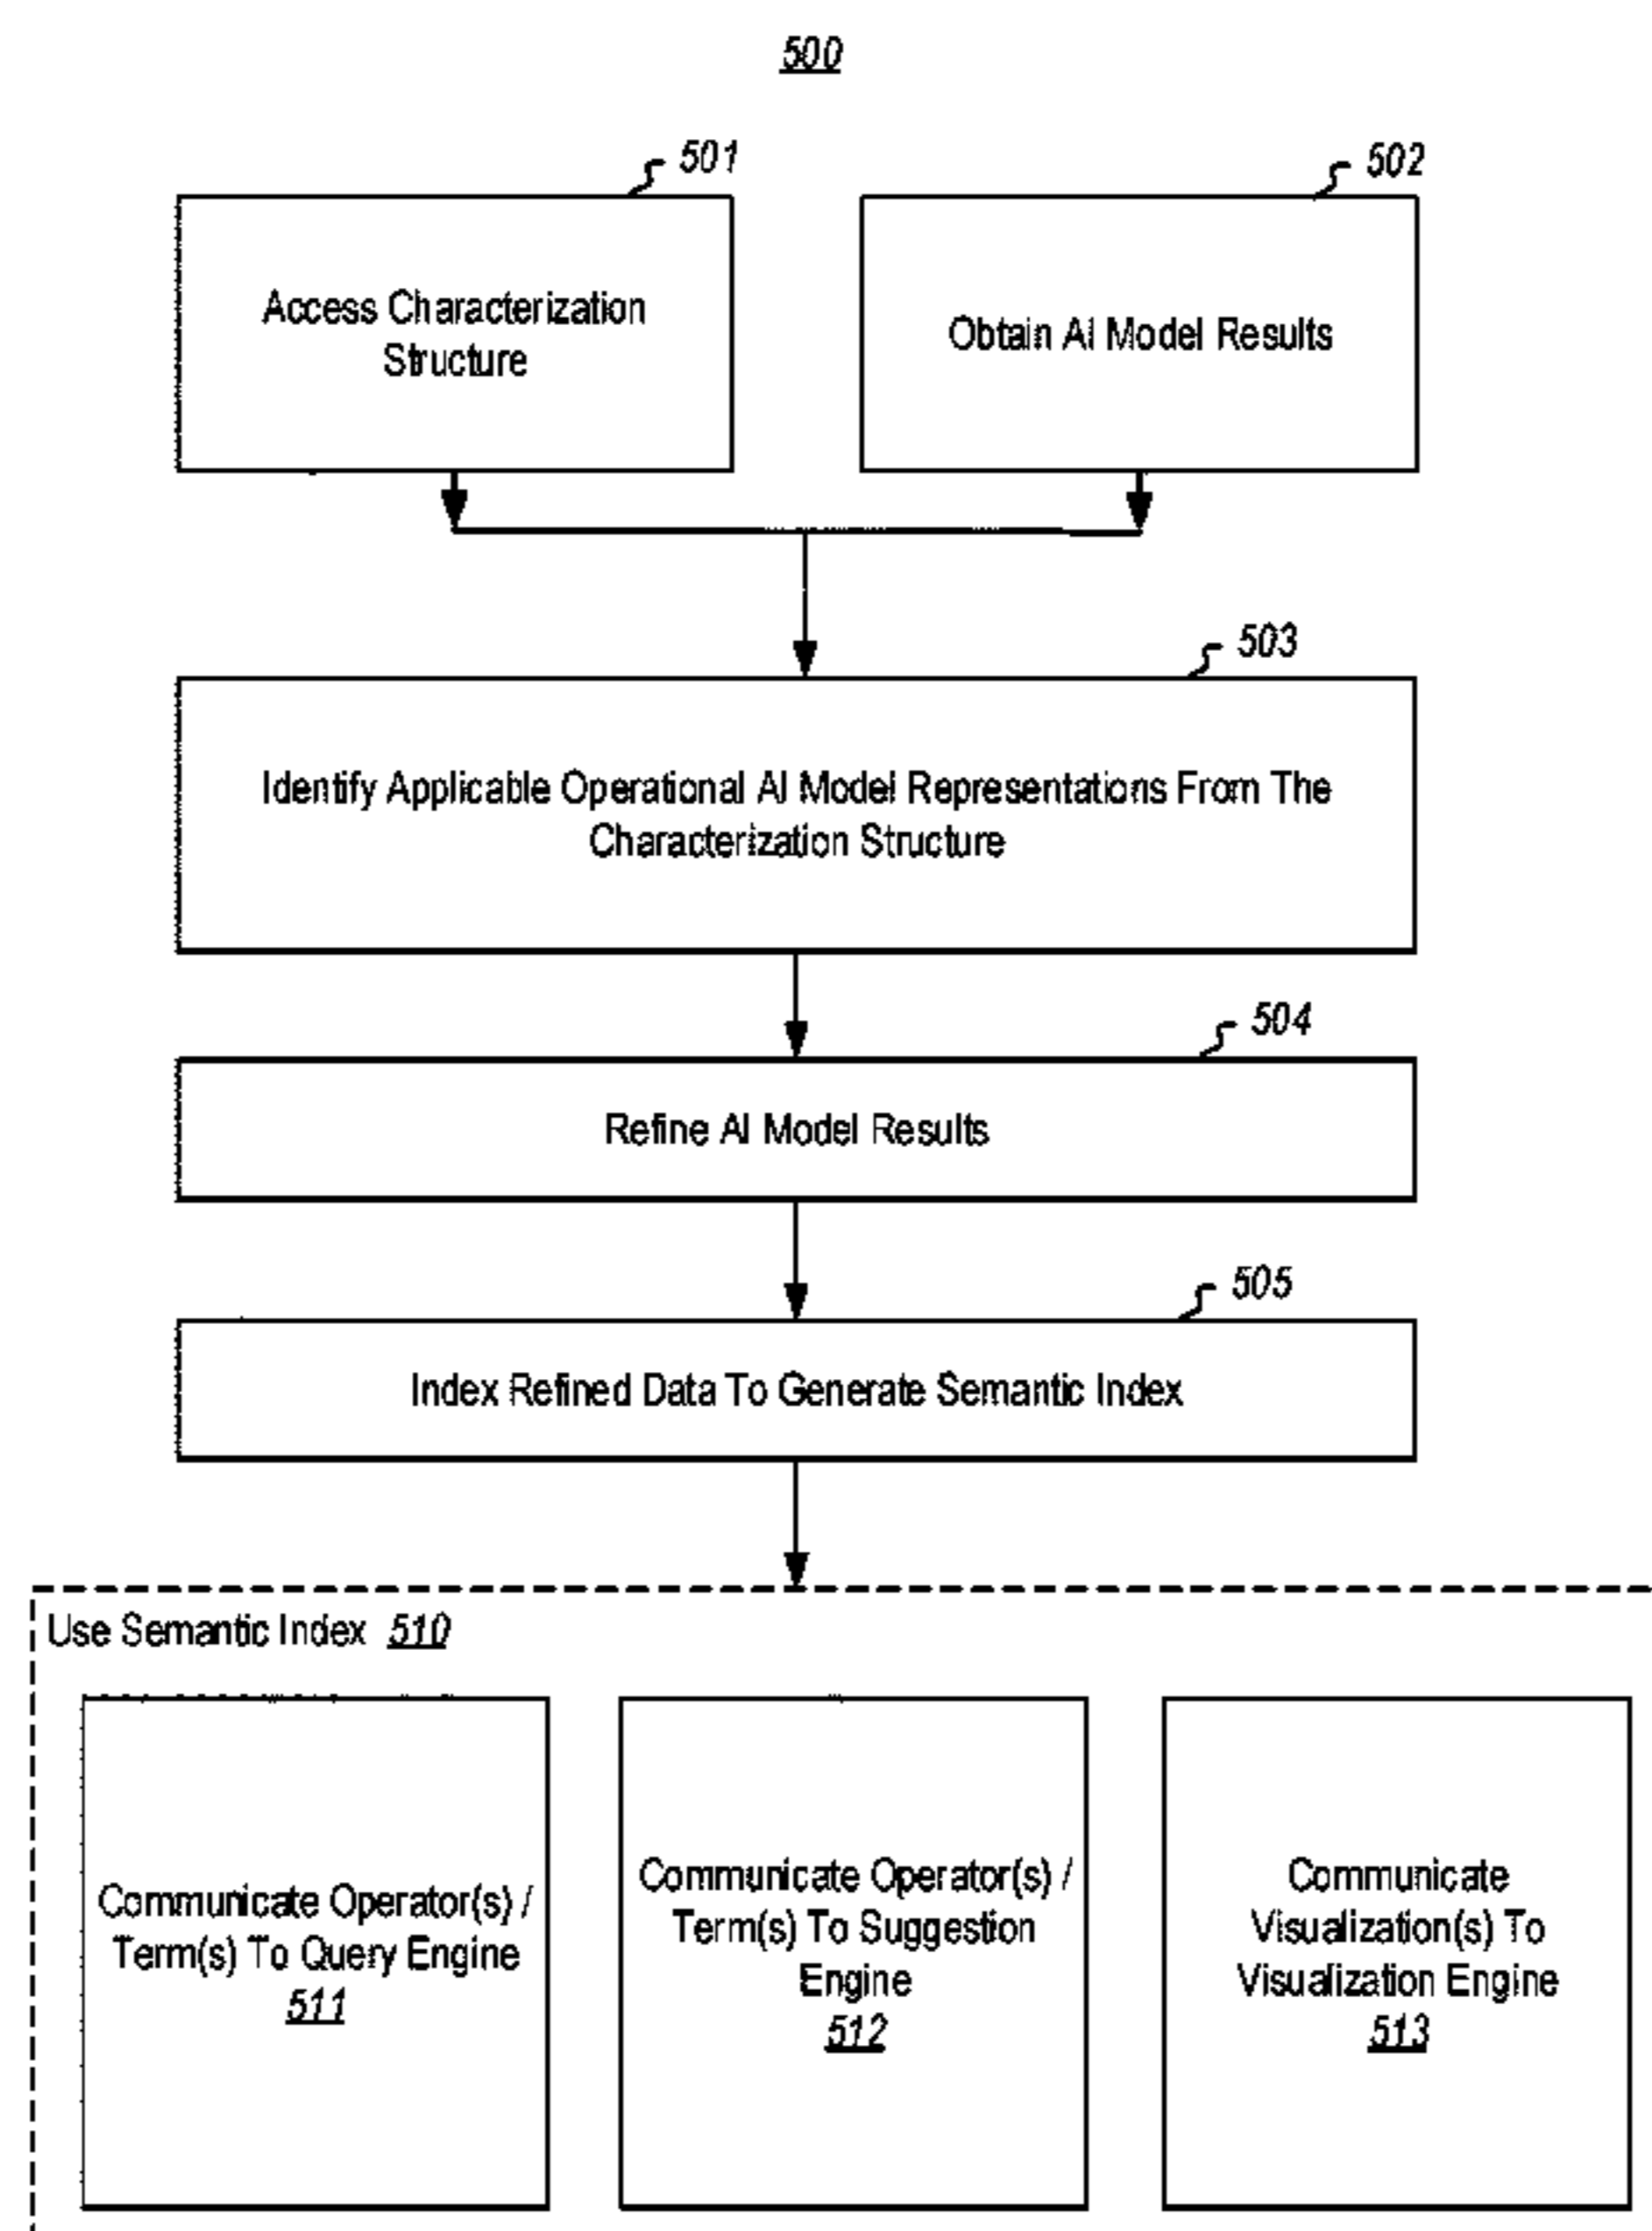 500
501
502
Access Characterization
Structure
Obtain AI Model Results
503
Identify Applicable Operational AI Model Representations From The
Characterization Structure
504
Refine AI Model Results
505
Index Refined Data To Generate Semantic Index
Use Semantic Index 510
Communicate Operator(s) /
Term(s) To Query Engine
511
Communicate Operator(s) /
Term(s) To Suggestion
Engine
512
Communicate
Visualization(s) To
Visualization Engine
513